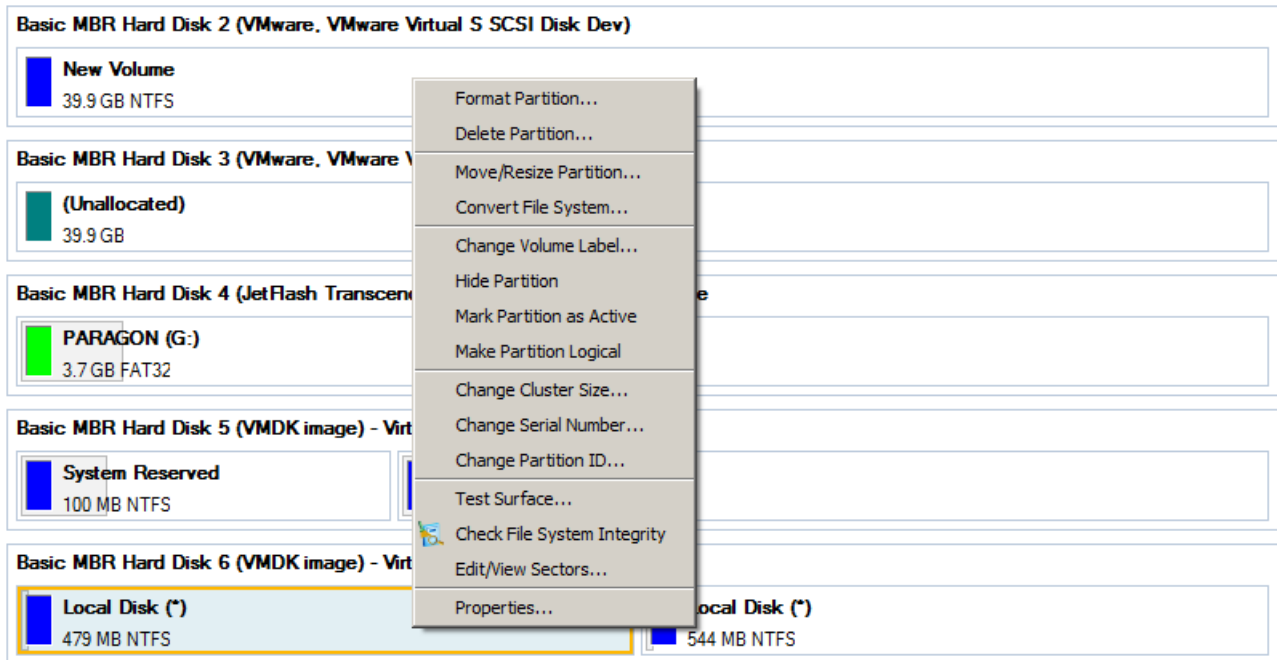 Basic MBR Hard Disk 2 (VMware, VMware Virtual S SCSI Disk Dev)
New Volume
39.9 GB NTFS
Basic MBR Hard Disk 3 (VMware, VMware
(Unallocated)
39.9 GB
Basic MBR Hard Disk 4 (JetFlash Transcend
PARAGON (G:)
3.7 GB FAT32
Basic MBR Hard Disk 5 (VMDK image) -
System Reserved
100 MB NTFS
Basic MBR Hard Disk 6 (VMDK image) -
Local Disk (*)
479 MB NTFS
Local Disk (*)
544 MB NTFS
Format Partition...
Delete Partition...
Move/Resize Partition...
Convert File System...
Change Volume Label...
Hide Partition
Mark Partition as Active
Make Partition Logical
Change Cluster Size...
Change Serial Number...
Change Partition ID...
Test Surface...
Check File System Integrity
Edit/View Sectors...
Properties...